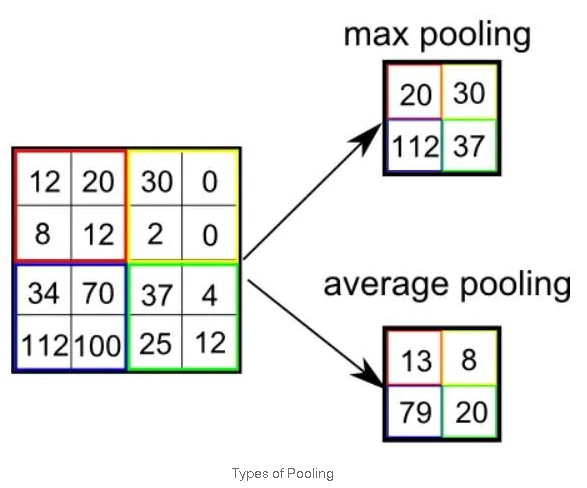 max pooling
20 30
112 37
12 20 30 0
8 12 2 0
34 70 37 4
112 100 25 12
average pooling
13 8
79 20
Types of Pooling